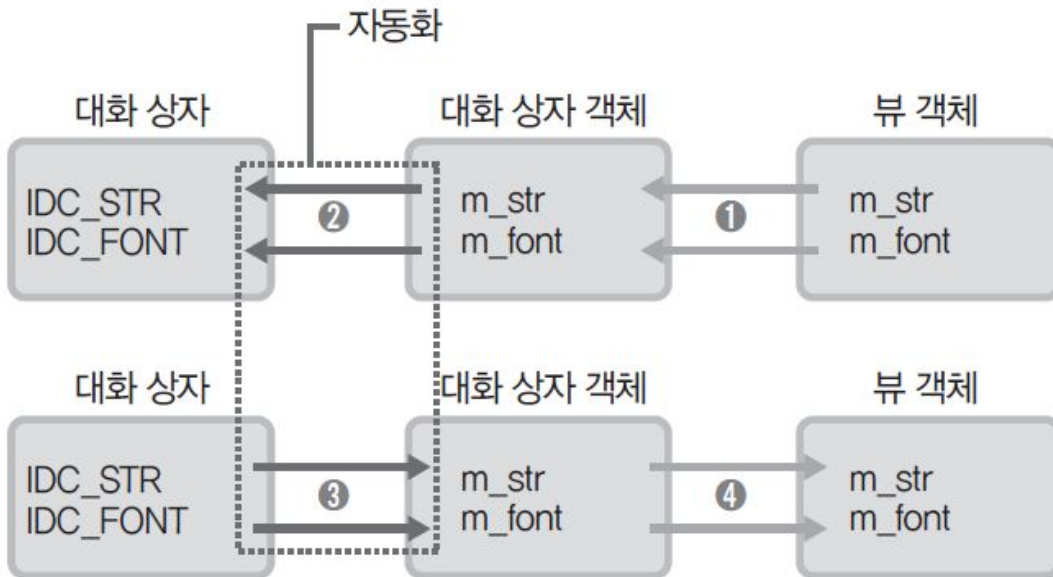 자동화
대화 상자
대화 상자 객체
뷰 객체
IDC_STR
IDC_FONT
❷
m_str
m_font
❶
m_str
m_font
대화 상자
대화 상자 객체
뷰 객체
IDC_STR
IDC_FONT
❸
m_str
m_font
❹
m_str
m_font